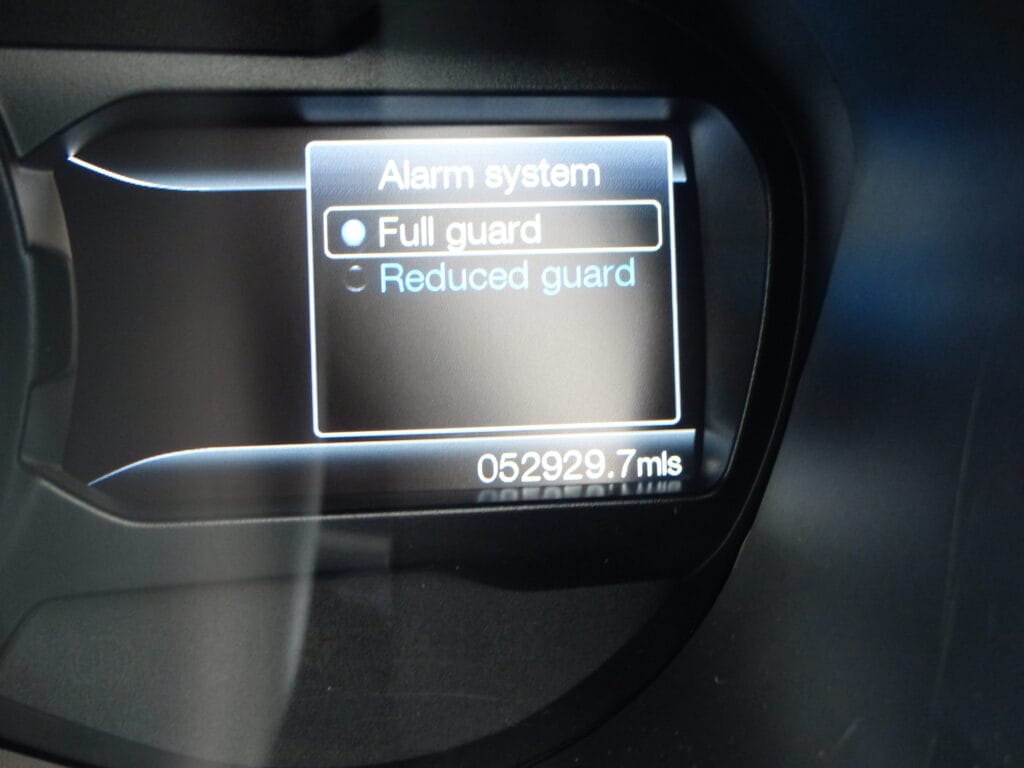 Alarm system
Full guard
Reduced guard
052929.7mls